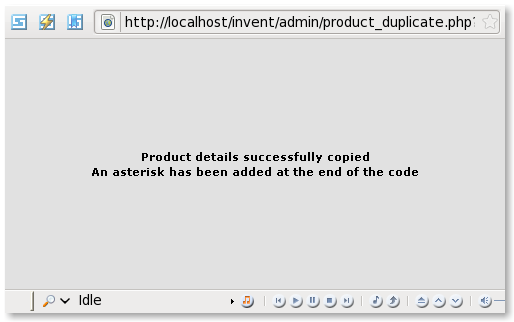 http://localhost/invent/admin/product_duplicate.php?
Product details successfully copied
An asterisk has been added at the end of the code
Idle